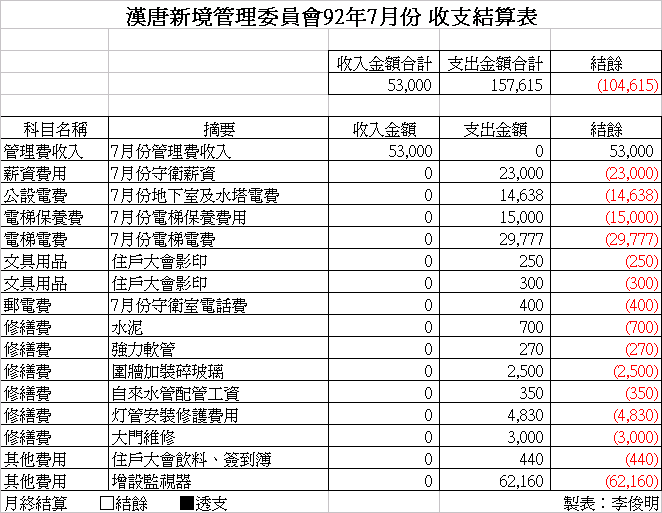 漢唐新境管理委員會92年7月份 收支結算表
收入金額合計 支出金額合計 結餘
53,000 157,615 (104,615)
科目名稱 摘要 收入金額 支出金額 結餘
管理費收入 7月份管理費收入 53,000 0 53,000
薪資費用 7月份守衛薪資 0 23,000 (23,000)
公設電費 7月份地下室及水塔電費 0 14,638 (14,638)
電梯保養費 7月份電梯保養費用 0 15,000 (15,000)
電梯電費 7月份電梯電費 0 29,777 (29,777)
文具用品 住戶大會影印 0 250 (250)
文具用品 住戶大會影印 0 300 (300)
郵電費 7月份守衛室電話費 0 400 (400)
修繕費 水泥 0 700 (700)
修繕費 強力軟管 0 270 (270)
修繕費 圍牆加裝碎玻璃 0 2,500 (2,500)
修繕費 自來水管配管工資 0 350 (350)
修繕費 灯管安裝修護費用 0 4,830 (4,830)
修繕費 大門維修 0 3,000 (3,000)
其他費用 住戶大會飲料、簽到簿 0 440 (440)
其他費用 增設監視器 0 62,160 (62,160)
月終結算 □結餘 ■透支 製表：李俊明